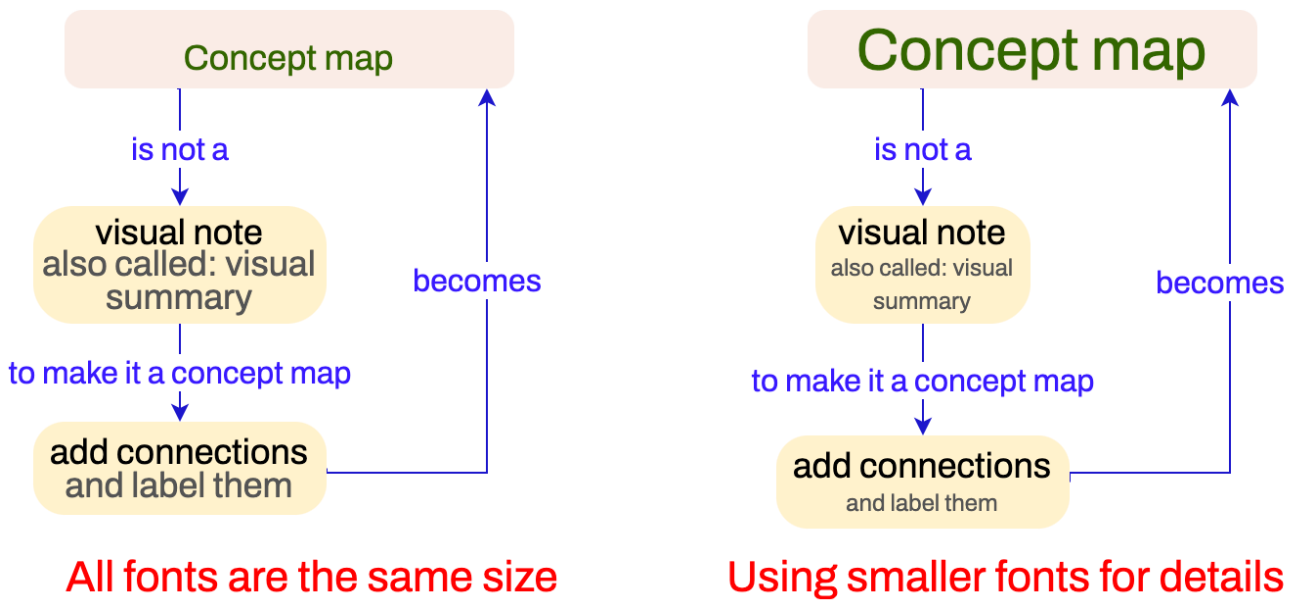 Concept map
is not a
visual note
also called: visual
summary
to make it a concept map
add connections
and label them
becomes
All fonts are the same size
Concept map
is not a
visual note
also called: visual
summary
to make it a concept map
add connections
and label them
becomes
Using smaller fonts for details